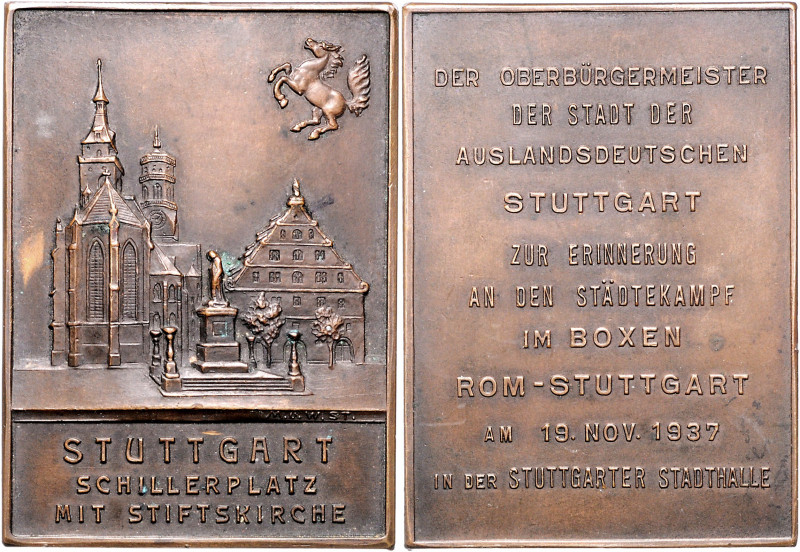 M.&W.ST.
STUTTGART
SCHILLERPLATZ
MIT STIFTSKIRCHE
DER OBERBÜRGERMEISTER
DER STADT DER
AUSLANDSDEUTSCHEN
STUTTGART
ZUR ERINNERUNG
AN DEN STÄDTEKAMPF
IM BOXEN
ROM-STUTTGART
AM 19. NOV. 1937
IN DER STUTTGARTER STADTHALLE